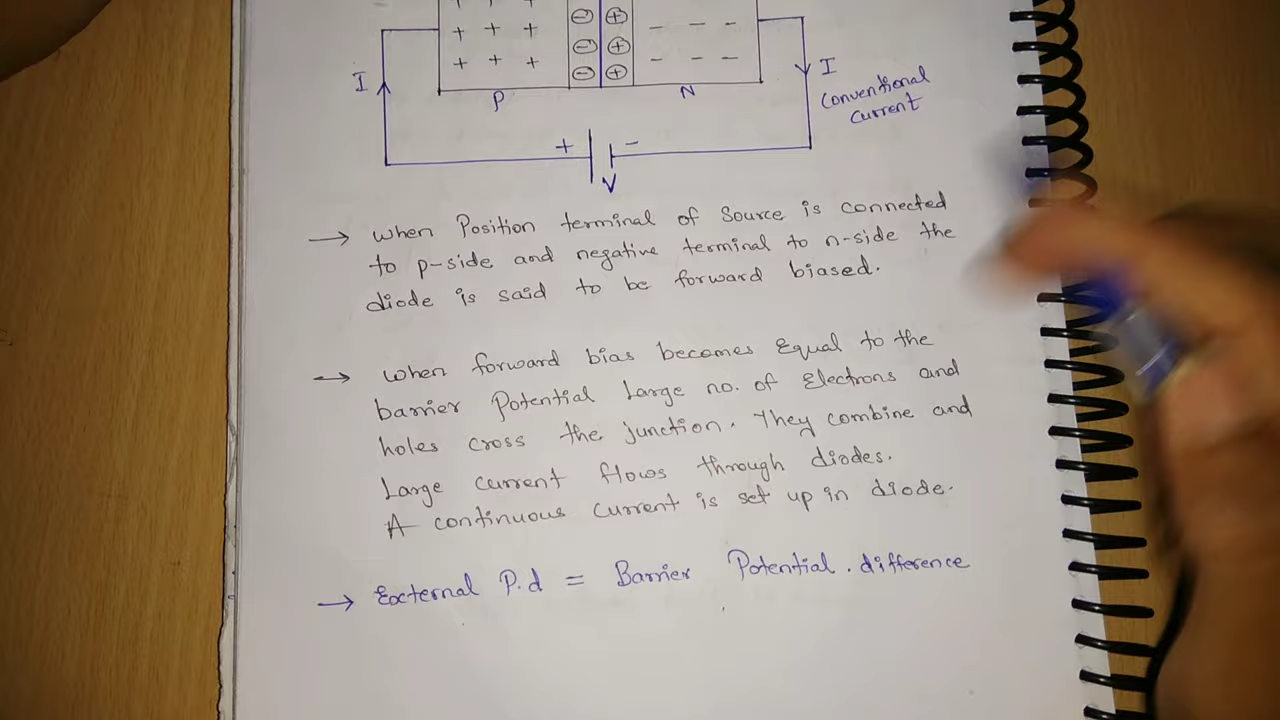 + + +
+ + +
+ + +
⊖ ⊕
⊖ ⊕
⊖ ⊕
- - -
- - -
P
N
I
I
Conventional
Current
+ -
V
→ When Position terminal of Source is connected
to p-side and negative terminal to n-side the
diode is said to be forward biased.
→ When forward bias becomes Equal to the
barrier Potential Large no. of Electrons and
holes cross the junction. They combine and
Large current flows through diodes.
A continuous current is set up in diode.
→ External P.d = Barrier Potential. difference